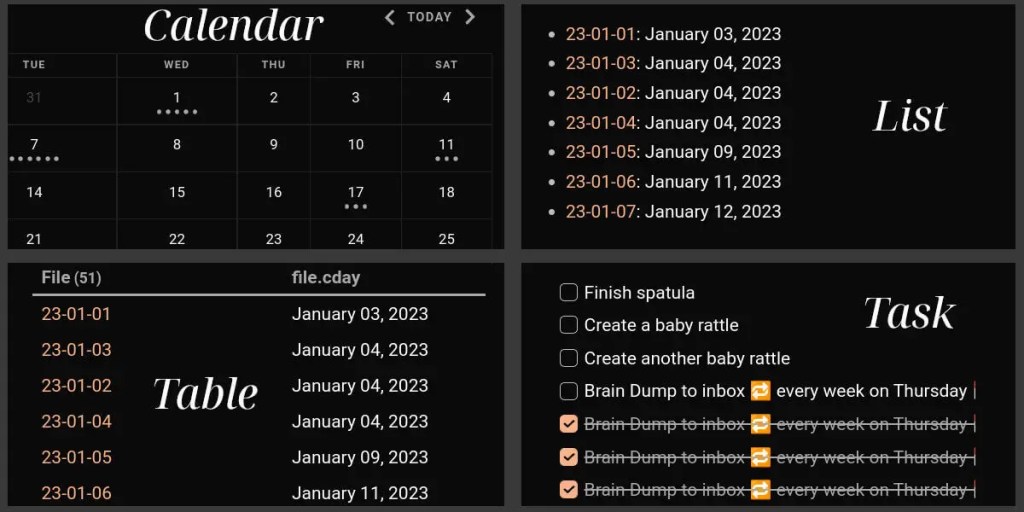 Calendar
TODAY
TUE WED THU FRI SAT
31 1 2 3 4
7 8 9 10 11
14 15 16 17 18
21 22 23 24 25
23-01-01: January 03, 2023
23-01-03: January 04, 2023
23-01-02: January 04, 2023
23-01-04: January 04, 2023
23-01-05: January 09, 2023
23-01-06: January 11, 2023
23-01-07: January 12, 2023
List
File (51) file.cday
23-01-01 January 03, 2023
23-01-03 January 04, 2023
23-01-02 January 04, 2023
23-01-04 January 04, 2023
23-01-05 January 09, 2023
23-01-06 January 11, 2023
Table
Finish spatula
Create a baby rattle
Create another baby rattle
Brain Dump to inbox 🔁 every week on Thursday
Brain Dump to inbox 🔁 every week on Thursday
Brain Dump to inbox 🔁 every week on Thursday
Brain Dump to inbox 🔁 every week on Thursday
Task